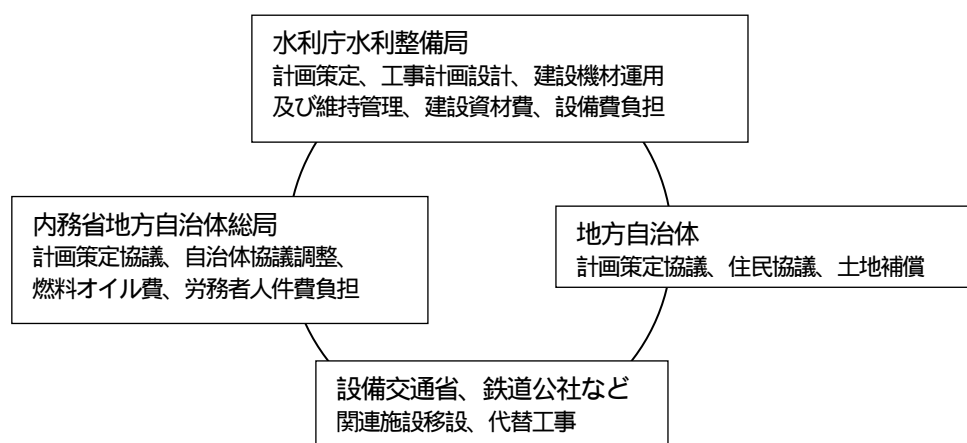 水利庁水利整備局
計画策定、工事計画設計、建設機材運用
及び維持管理、建設資材費、設備費負担
内務省地方自治体総局
計画策定協議、自治体協議調整、
燃料オイル費、労務者人件費負担
地方自治体
計画策定協議、住民協議、土地補償
設備交通省、鉄道公社など
関連施設移設、代替工事